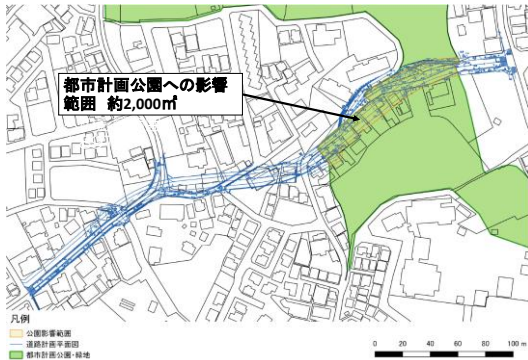 都市計画公園への影響
範囲 約2,000㎡
凡例
公園影響範囲
道路計画平面図
都市計画公園・緑地
0 20 40 60 80 100 m